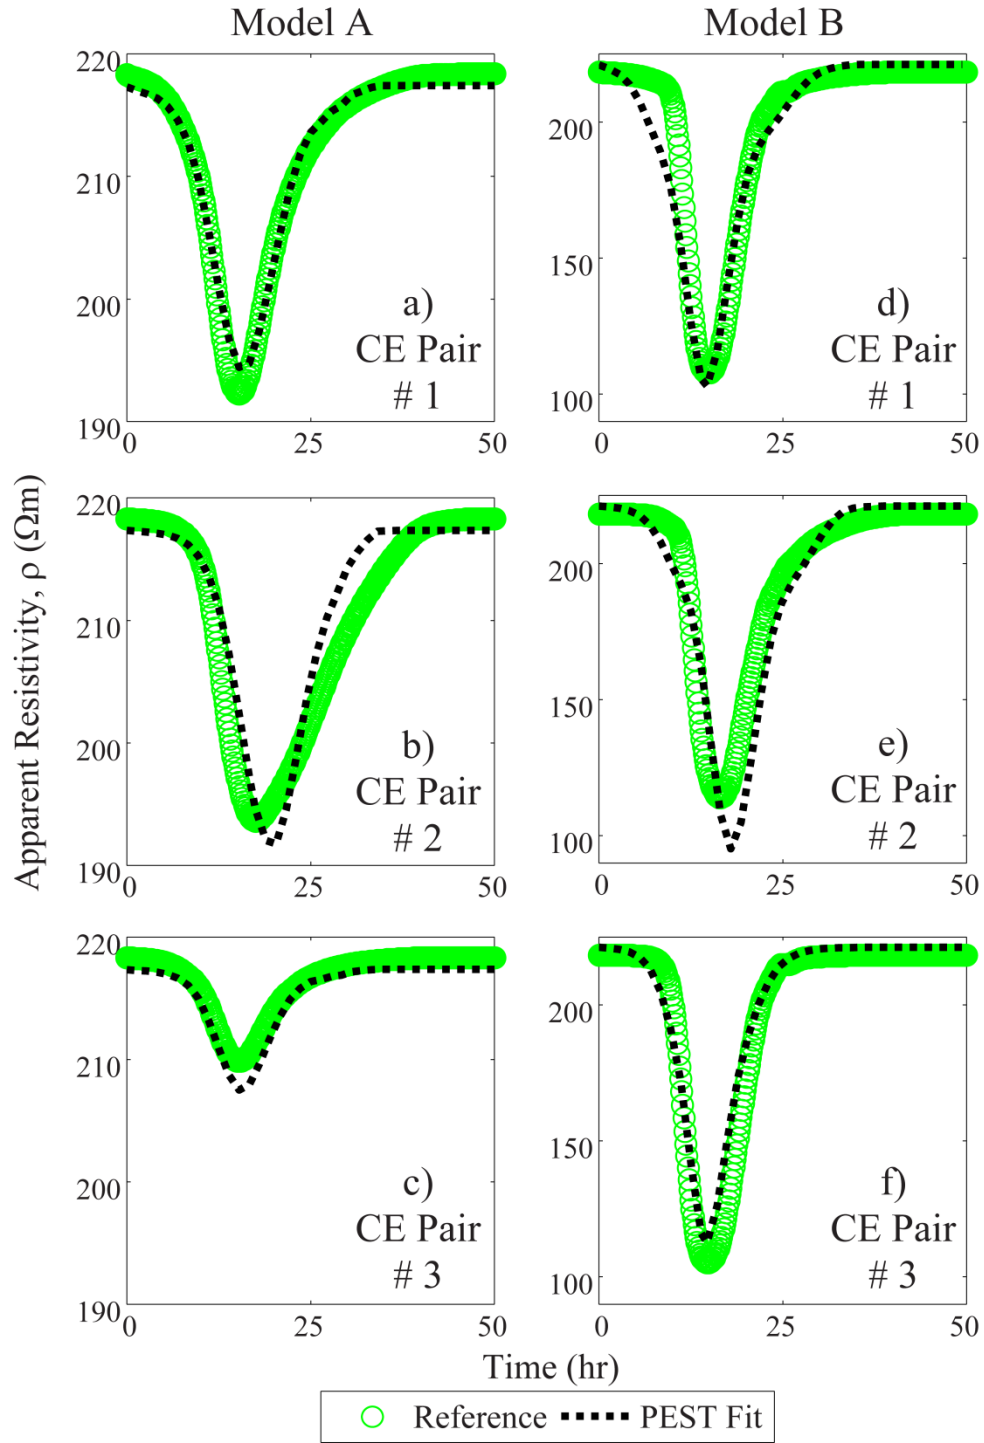 Model A
Model B
220
210
200
190
0
25
50
a)
CE Pair
# 1
200
150
100
0
25
50
d)
CE Pair
# 1
Apparent Resistivity, ρ (Ωm)
220
210
200
190
0
25
50
b)
CE Pair
# 2
200
150
100
0
25
50
e)
CE Pair
# 2
220
210
200
190
0
25
50
c)
CE Pair
# 3
200
150
100
0
25
50
f)
CE Pair
# 3
Time (hr)
Reference
PEST Fit